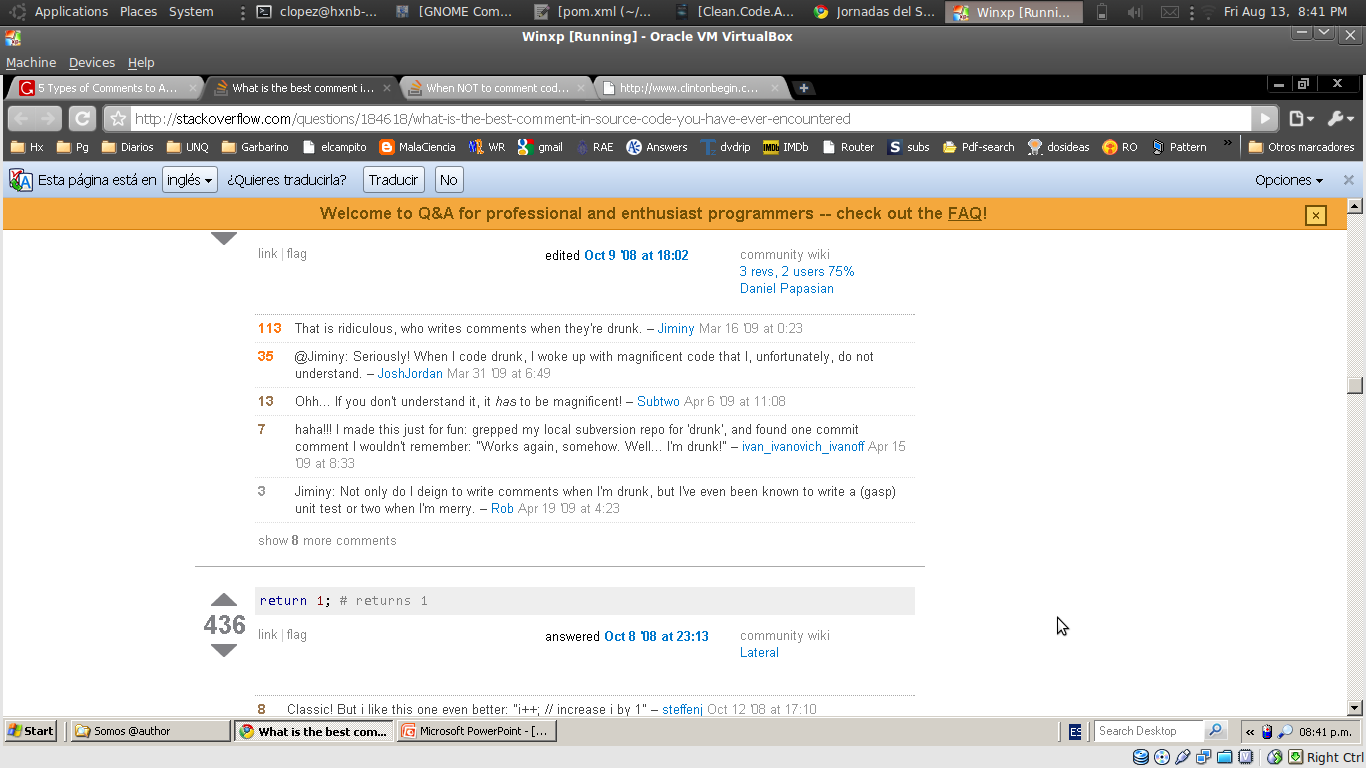 Applications Places System
clopez@hxnb-...
[GNOME Com...
[pom.xml (~/...
[Clean.Code.A...
Jornadas del S...
Winxp [Runni...
Fri Aug 13, 8:41 PM
Winxp [Running] - Oracle VM VirtualBox
Machine Devices Help
5 Types of Comments to A...
What is the best comment i...
When NOT to comment cod...
http://www.clintonbegin.c...
http://stackoverflow.com/questions/184618/what-is-the-best-comment-in-source-code-you-have-ever-encountered
Hx Pg Diarios UNQ Garbarino elcampito MalaCiencia WR gmail RAE Answers dvdrip IMDb Router subs Pdf-search dosideas RO Pattern » Otros marcadores
Esta página está en inglés ¿Quieres traducirla? Traducir No Opciones
Welcome to Q&A for professional and enthusiast programmers -- check out the FAQ!
link | flag
edited Oct 9 '08 at 18:02
community wiki
3 revs, 2 users 75%
Daniel Papasian
113 That is ridiculous, who writes comments when they're drunk. – Jiminy Mar 16 '09 at 0:23
35 @Jiminy: Seriously! When I code drunk, I woke up with magnificent code that I, unfortunately, do not
understand. – JoshJordan Mar 31 '09 at 6:49
13 Ohh... If you don't understand it, it has to be magnificent! – Subtwo Apr 6 '09 at 11:08
7 haha!!! I made this just for fun: grepped my local subversion repo for 'drunk', and found one commit
comment I wouldn't remember: "Works again, somehow. Well... I'm drunk!" – ivan_ivanovich_ivanoff Apr 15
'09 at 8:33
3 Jiminy: Not only do I deign to write comments when I'm drunk, but I've even been known to write a (gasp)
unit test or two when I'm merry. – Rob Apr 19 '09 at 4:23
show 8 more comments
return 1; # returns 1
436
link | flag
answered Oct 8 '08 at 23:13
community wiki
Lateral
8 Classic! But i like this one even better: "i++; // increase i by 1" – steffenj Oct 12 '08 at 17:10
Start
Somos @author
What is the best com...
Microsoft PowerPoint - [...
ES
Search Desktop
« 08:41 p.m.
Right Ctrl